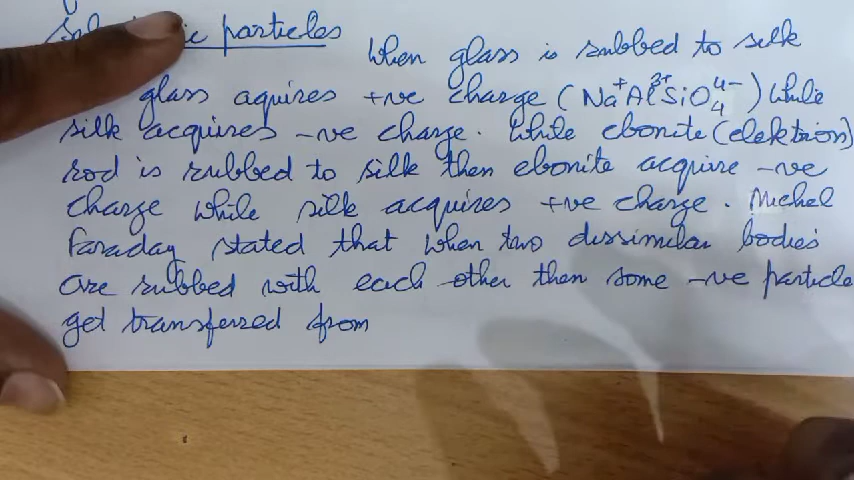 particles
When glass is rubbed to silk
glass aquires +ve charge (Na⁺Al³⁺SiO₄⁴⁻) while
silk acquires -ve charge. While ebonite (elektrion)
rod is rubbed to silk then ebonite acquire -ve
charge while silk acquires +ve charge. Michel
Faraday stated that when two dissimilar bodies
are rubbed with each other then some -ve particle
get transferred from